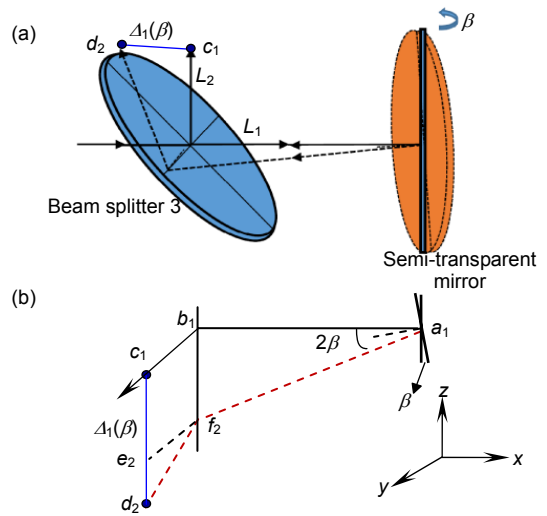 (a)
β
d₂
Δ₁(β)
c₁
L₂
L₁
Beam splitter 3
Semi-transparent
mirror
(b)
b₁
a₁
2β
c₁
β
z
Δ₁(β)
f₂
e₂
x
d₂
y